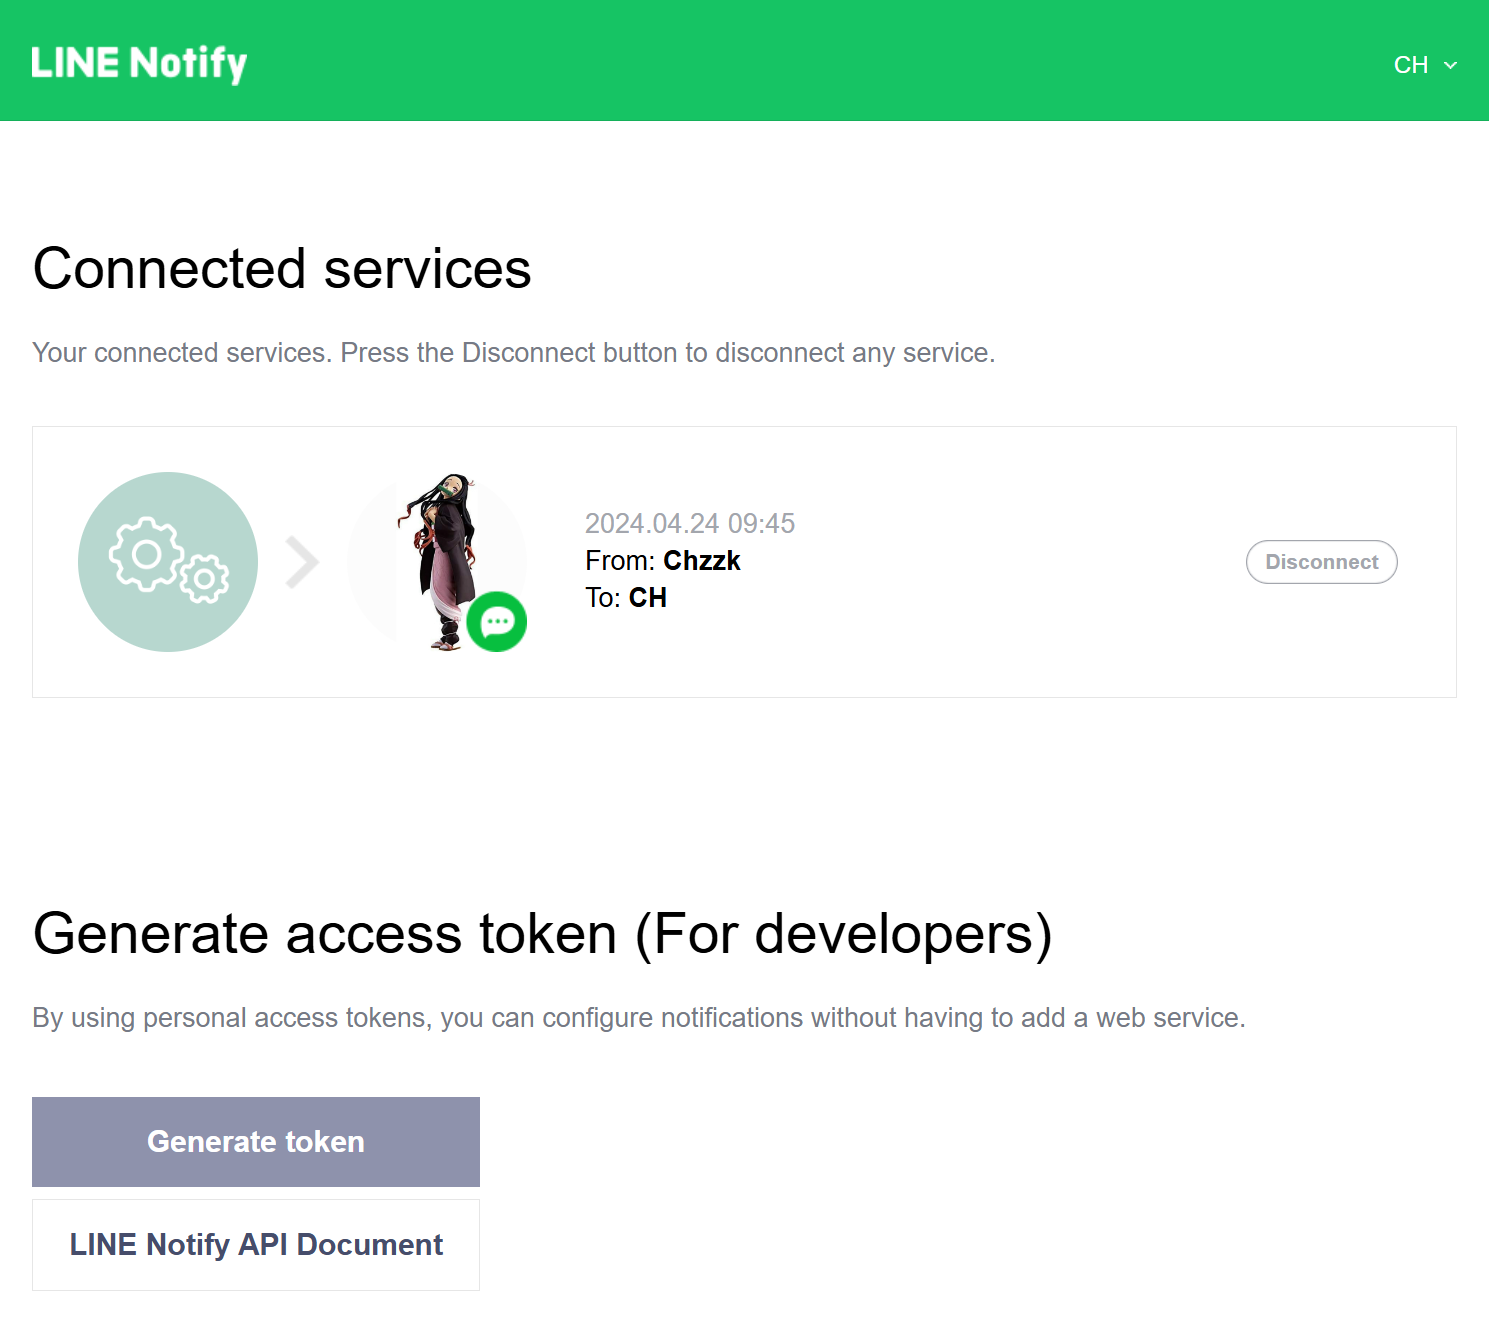 LINE Notify
CH
Connected services
Your connected services. Press the Disconnect button to disconnect any service.
2024.04.24 09:45
From: Chzzk
To: CH
Disconnect
Generate access token (For developers)
By using personal access tokens, you can configure notifications without having to add a web service.
Generate token
LINE Notify API Document